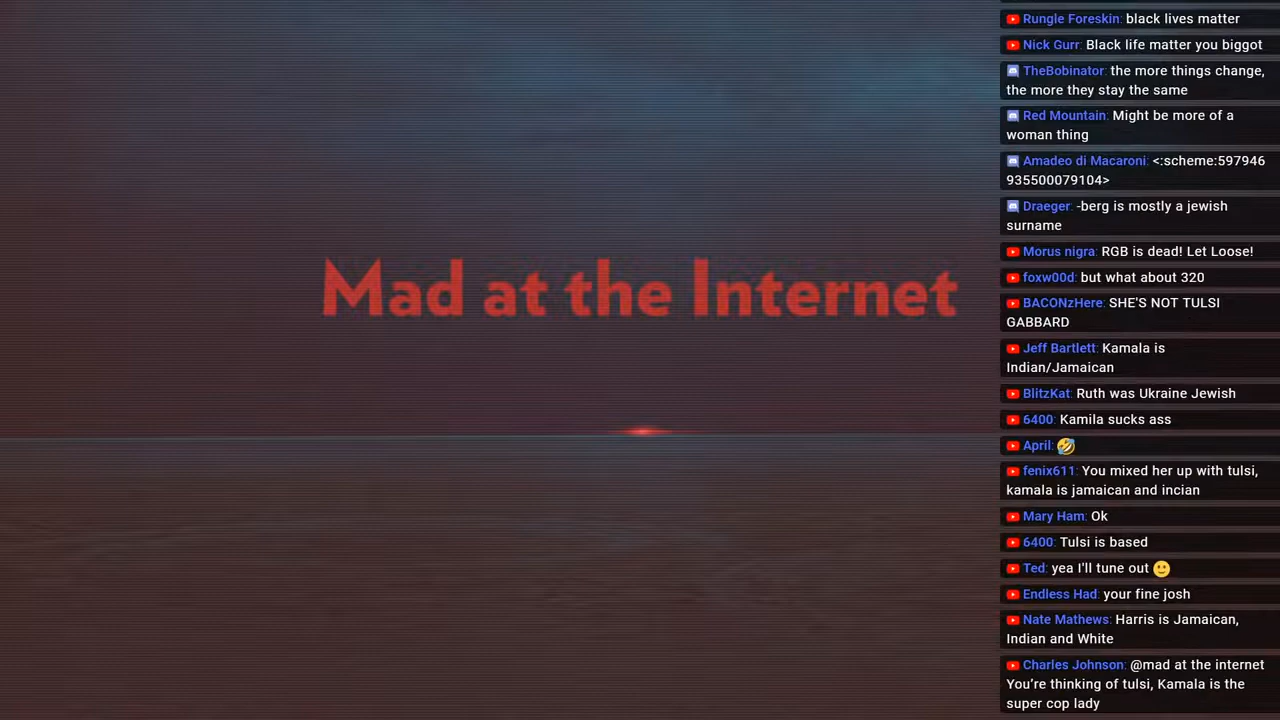 Mad at the Internet
Rungle Foreskin: black lives matter
Nick Gurr: Black life matter you biggot
TheBobinator: the more things change,
the more they stay the same
Red Mountain: Might be more of a
woman thing
Amadeo di Macaroni: <:scheme:597946
935500079104>
Draeger: -berg is mostly a jewish
surname
Morus nigra: RGB is dead! Let Loose!
foxw00d: but what about 320
BACONzHere: SHE'S NOT TULSI
GABBARD
Jeff Bartlett: Kamala is
Indian/Jamaican
BlitzKat: Ruth was Ukraine Jewish
6400: Kamila sucks ass
April: 🤣
fenix611: You mixed her up with tulsi,
kamala is jamaican and incian
Mary Ham: Ok
6400: Tulsi is based
Ted: yea I'll tune out 🙂
Endless Had: your fine josh
Nate Mathews: Harris is Jamaican,
Indian and White
Charles Johnson: @mad at the internet
You’re thinking of tulsi, Kamala is the
super cop lady